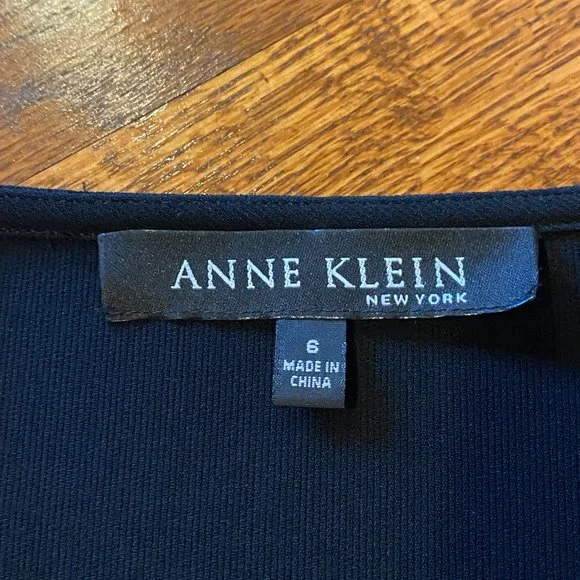 ANNE KLEIN
NEW YORK
6
MADE IN
CHINA